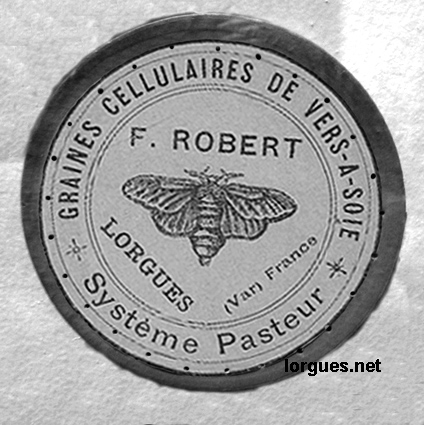 GRAINES CELLULAIRES DE VERS-A-SOIE
F. ROBERT
LORGUES
(Var) France
Système Pasteur
lorgues.net